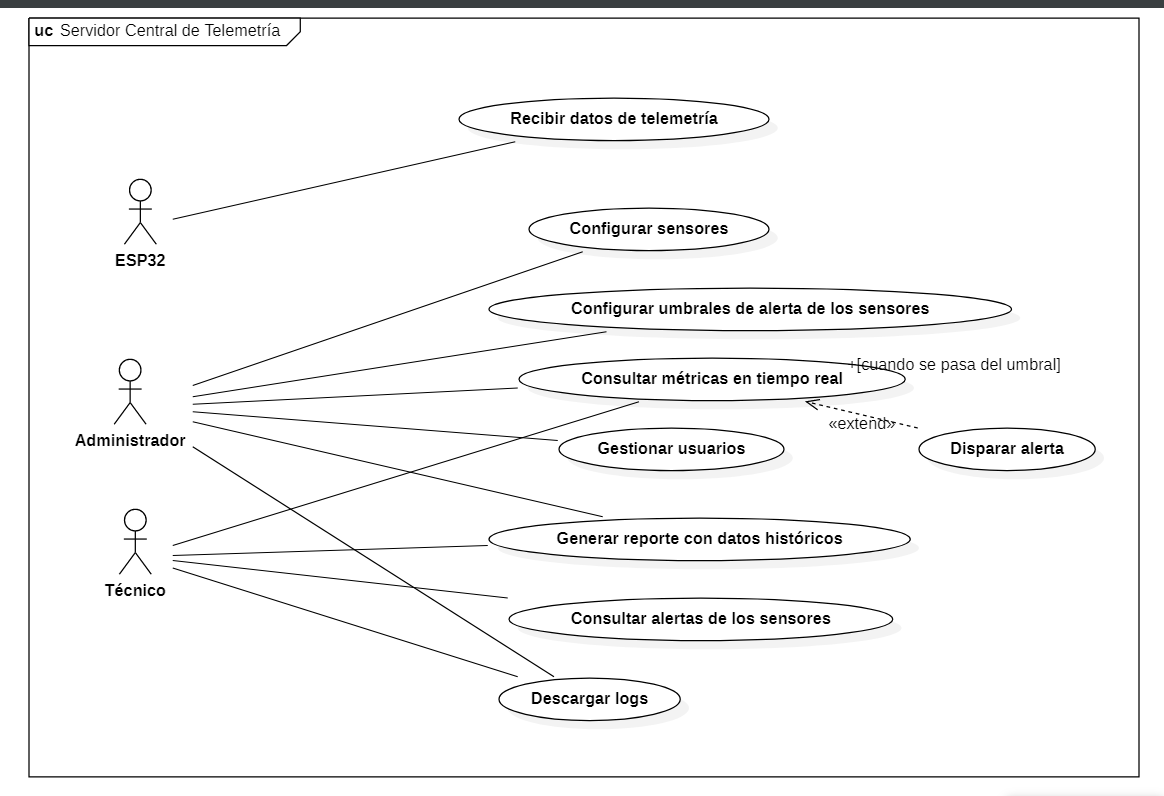 uc Servidor Central de Telemetría
Recibir datos de telemetría
ESP32
Configurar sensores
Configurar umbrales de alerta de los sensores
+[cuando se pasa del umbral]
Consultar métricas en tiempo real
«extend»
Administrador
Gestionar usuarios
Disparar alerta
Generar reporte con datos históricos
Técnico
Consultar alertas de los sensores
Descargar logs